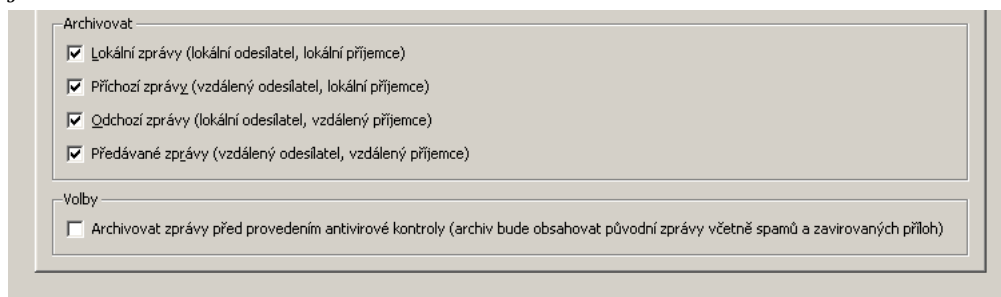 Archivovat
Lokální zprávy (lokální odesílatel, lokální příjemce)
Příchozí zprávy (vzdálený odesílatel, lokální příjemce)
Odchozí zprávy (lokální odesílatel, vzdálený příjemce)
Předávané zprávy (vzdálený odesílatel, vzdálený příjemce)
Volby
Archivovat zprávy před provedením antivirové kontroly (archiv bude obsahovat původní zprávy včetně spamů a zavirovaných příloh)